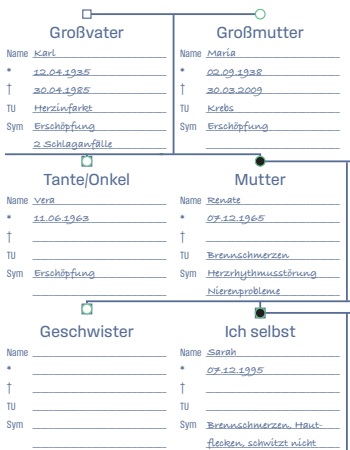 Großvater
Name Karl
* 12.04.1935
† 30.04.1985
TU Herzinfarkt
Sym Erschöpfung
2 Schlaganfälle
Großmutter
Name Maria
* 02.09.1938
† 30.03.2009
TU Krebs
Sym Erschöpfung
Tante/Onkel
Name Vera
* 11.06.1963
†
TU
Sym Erschöpfung
Mutter
Name Renate
* 07.12.1965
†
TU Brennschmerzen
Sym Herzrhythmusstörung
Nierenprobleme
Geschwister
Name
*
†
TU
Sym
Ich selbst
Name Sarah
* 07.12.1995
†
TU
Sym Brennschmerzen, Haut-
flecken, schwitzt nicht